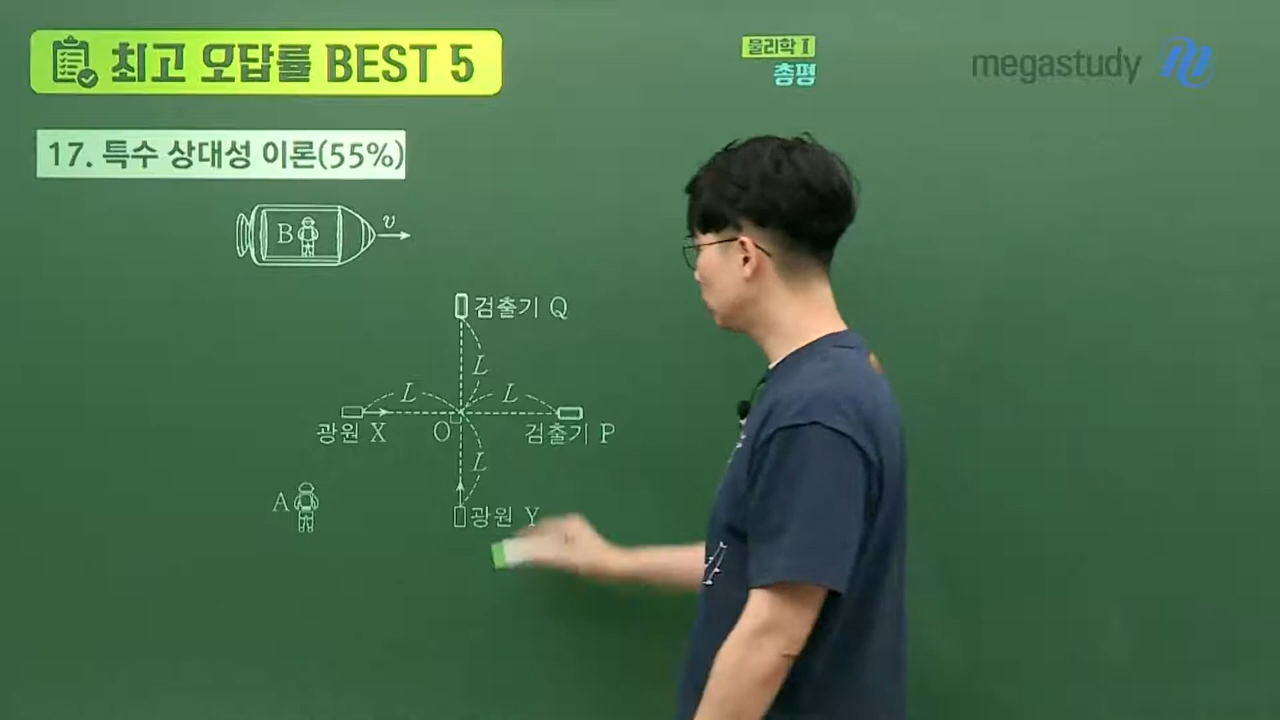 최고 오답률 BEST 5
물리학 I
총평
megastudy
17. 특수 상대성 이론(55%)
B
v
검출기 Q
L
L
L
광원 X
O
검출기 P
L
A
광원 Y